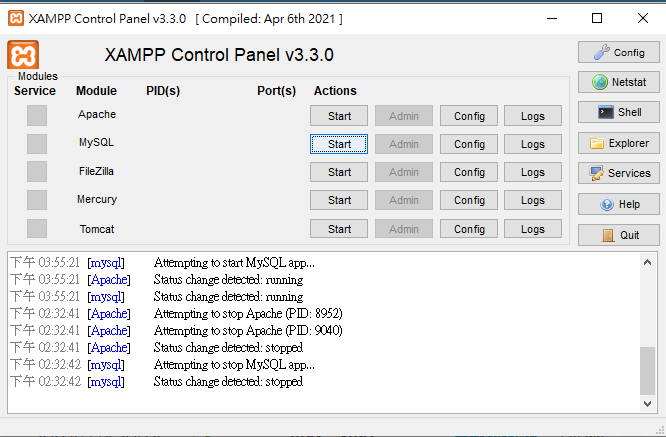 XAMPP Control Panel v3.3.0 [ Compiled: Apr 6th 2021 ]
XAMPP Control Panel v3.3.0
Config
Modules
Service Module PID(s) Port(s) Actions
Netstat
Apache Start Admin Config Logs
Shell
MySQL Start Admin Config Logs
Explorer
FileZilla Start Admin Config Logs
Services
Mercury Start Admin Config Logs
Help
Tomcat Start Admin Config Logs
Quit
下午 03:55:21 [mysql] Attempting to start MySQL app...
下午 03:55:21 [Apache] Status change detected: running
下午 03:55:21 [mysql] Status change detected: running
下午 02:32:41 [Apache] Attempting to stop Apache (PID: 8952)
下午 02:32:41 [Apache] Attempting to stop Apache (PID: 9040)
下午 02:32:41 [Apache] Status change detected: stopped
下午 02:32:42 [mysql] Attempting to stop MySQL app...
下午 02:32:42 [mysql] Status change detected: stopped